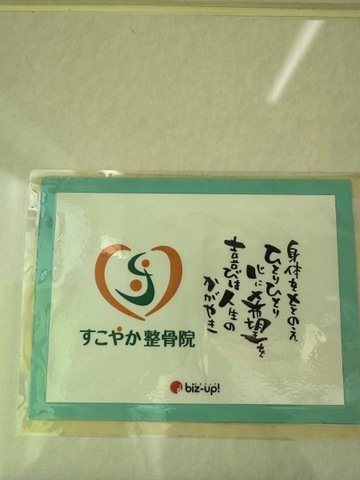 すこやか整骨院
身体をととのえ
ひとりひとり
心に希望を
喜びは人生の
かがやき
biz-up!